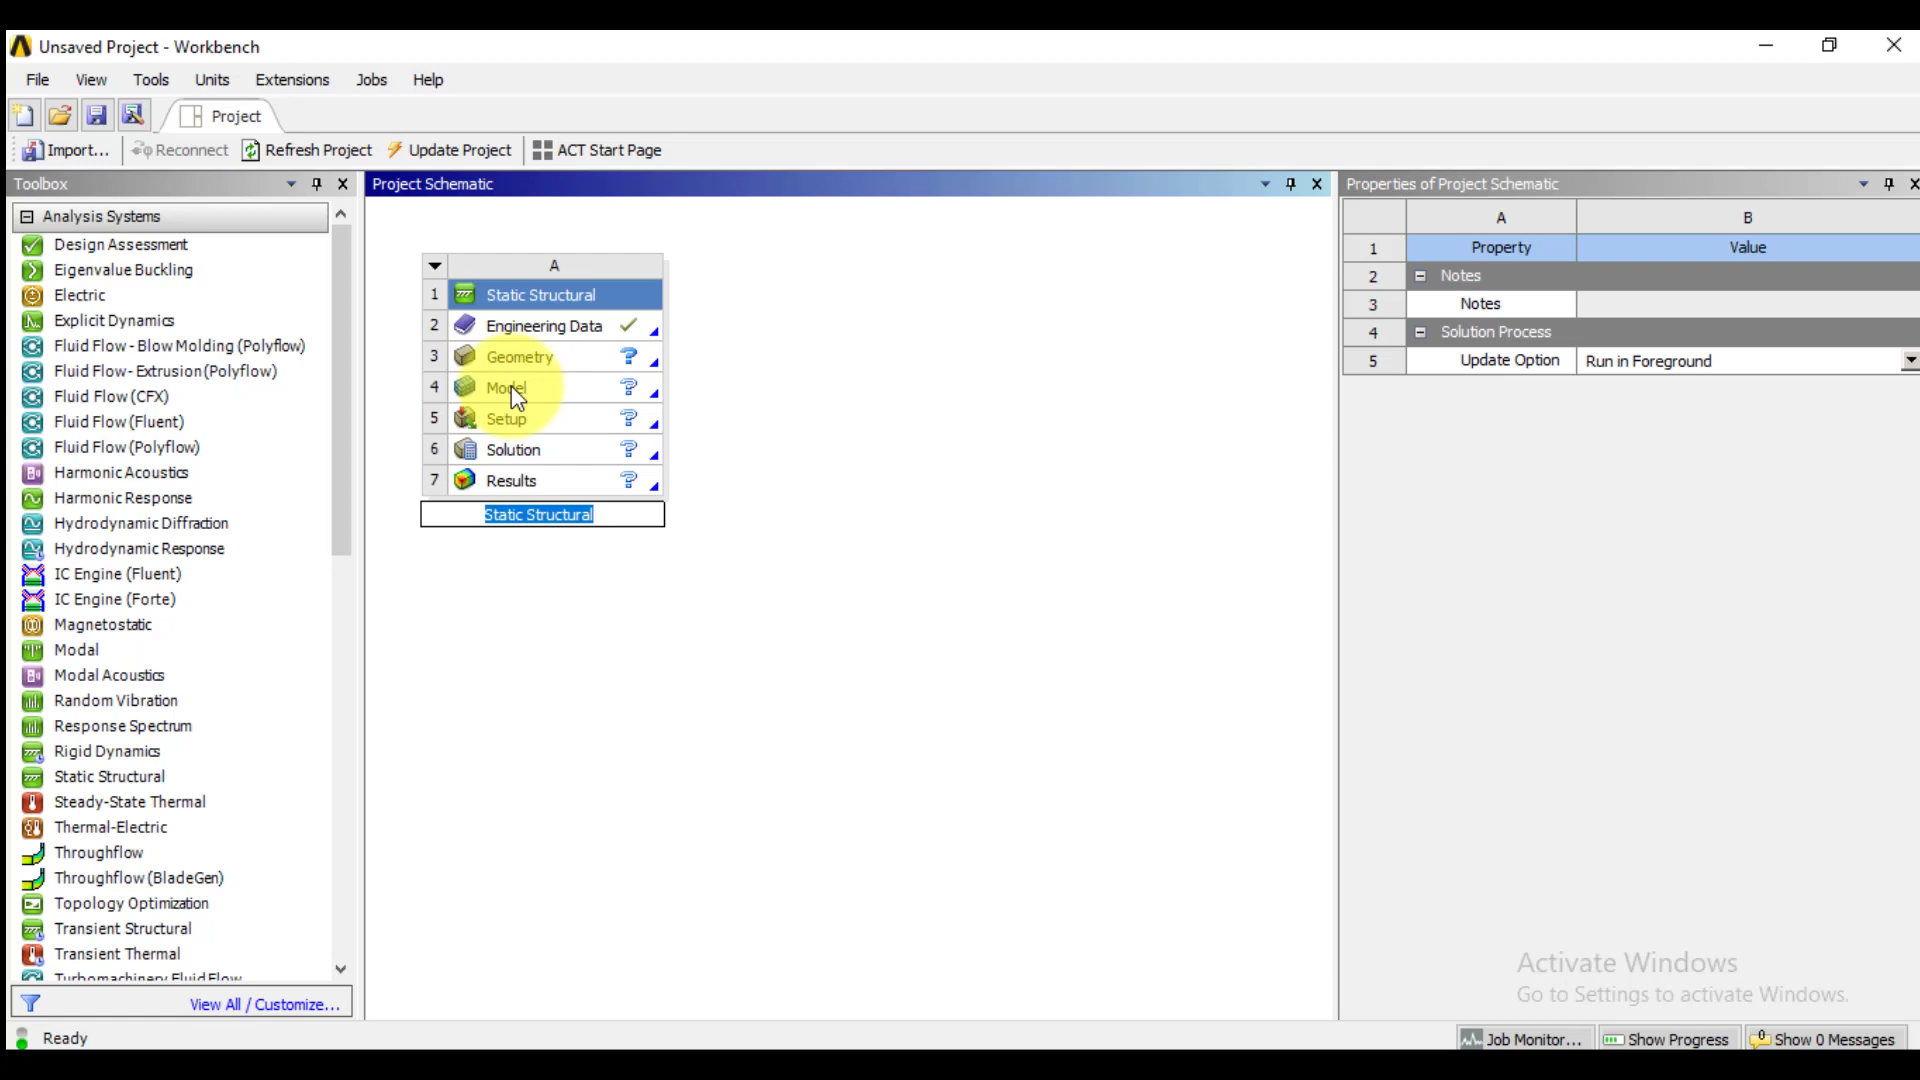 Unsaved Project - Workbench
File View Tools Units Extensions Jobs Help
Project
Import... Reconnect Refresh Project Update Project ACT Start Page
Toolbox
Analysis Systems
Design Assessment
Eigenvalue Buckling
Electric
Explicit Dynamics
Fluid Flow - Blow Molding (Polyflow)
Fluid Flow - Extrusion (Polyflow)
Fluid Flow (CFX)
Fluid Flow (Fluent)
Fluid Flow (Polyflow)
Harmonic Acoustics
Harmonic Response
Hydrodynamic Diffraction
Hydrodynamic Response
IC Engine (Fluent)
IC Engine (Forte)
Magnetostatic
Modal
Modal Acoustics
Random Vibration
Response Spectrum
Rigid Dynamics
Static Structural
Steady-State Thermal
Thermal-Electric
Throughflow
Throughflow (BladeGen)
Topology Optimization
Transient Structural
Transient Thermal
Turbomachinery Fluid Flow
View All / Customize...
Project Schematic
A
1 Static Structural
2 Engineering Data
3 Geometry
4 Model
5 Setup
6 Solution
7 Results
Static Structural
Properties of Project Schematic
A B
1 Property Value
2 Notes
3 Notes
4 Solution Process
5 Update Option Run in Foreground
Activate Windows
Go to Settings to activate Windows.
Ready
Job Monitor... Show Progress Show 0 Messages